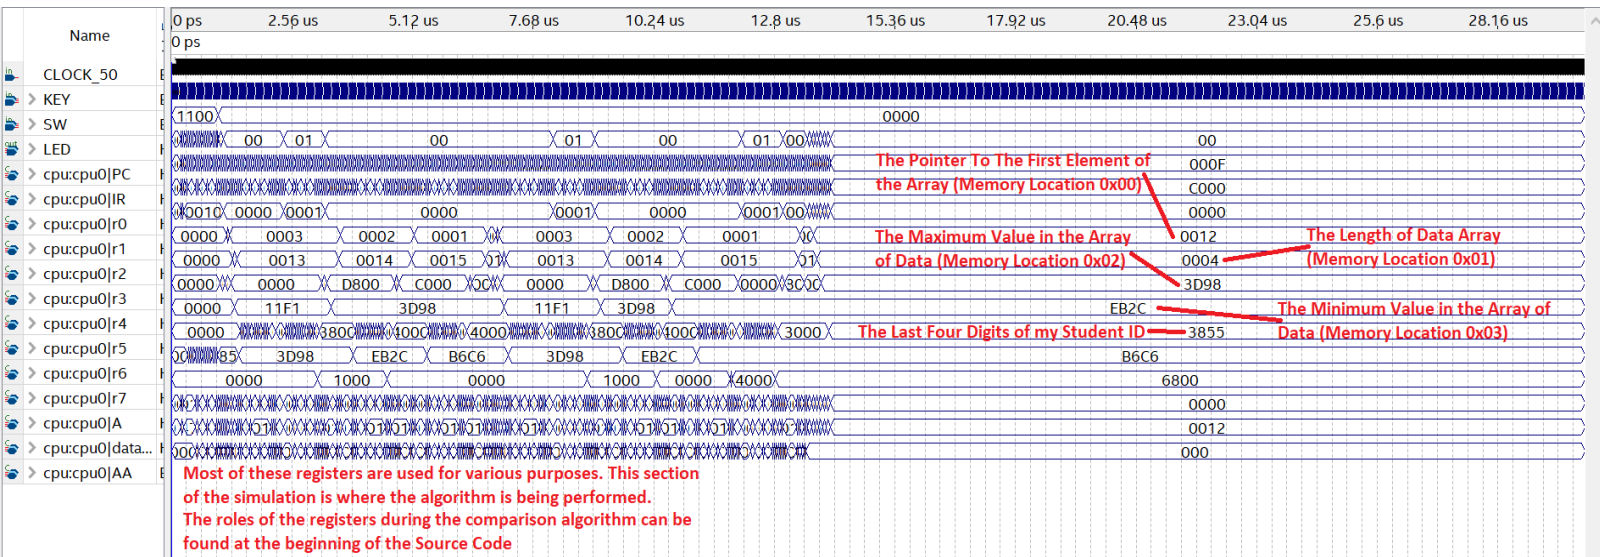 Name
0 ps 2.56 us 5.12 us 7.68 us 10.24 us 12.8 us 15.36 us 17.92 us 20.48 us 23.04 us 25.6 us 28.16 us
0 ps
CLOCK_50
KEY
SW 1100 0000
LED 00 01 00 01 00 01 00 00
cpu:cpu0|PC 000F
cpu:cpu0|IR C000
cpu:cpu0|r0 0010 0000 0001 0000 0001 0000 0001 00 0000
cpu:cpu0|r1 0000 0003 0002 0001 0003 0002 0001 0012
cpu:cpu0|r2 0000 0013 0014 0015 01 0013 0014 0015 01 0004
cpu:cpu0|r3 0000 0000 D800 C000 0000 D800 C000 0000 3D98
cpu:cpu0|r4 0000 11F1 3D98 11F1 3D98 EB2C
cpu:cpu0|r5 0000 3800 4000 4000 3800 4000 3000 3855
cpu:cpu0|r6 85 3D98 EB2C B6C6 3D98 EB2C B6C6
cpu:cpu0|r7 0000 1000 0000 1000 0000 4000 6800
cpu:cpu0|A 0000
cpu:cpu0|data... 0012
cpu:cpu0|AA 000
The Pointer To The First Element of
the Array (Memory Location 0x00)
The Maximum Value in the Array
of Data (Memory Location 0x02)
The Length of Data Array
(Memory Location 0x01)
The Minimum Value in the Array of
Data (Memory Location 0x03)
The Last Four Digits of my Student ID
Most of these registers are used for various purposes. This section
of the simulation is where the algorithm is being performed.
The roles of the registers during the comparison algorithm can be
found at the beginning of the Source Code